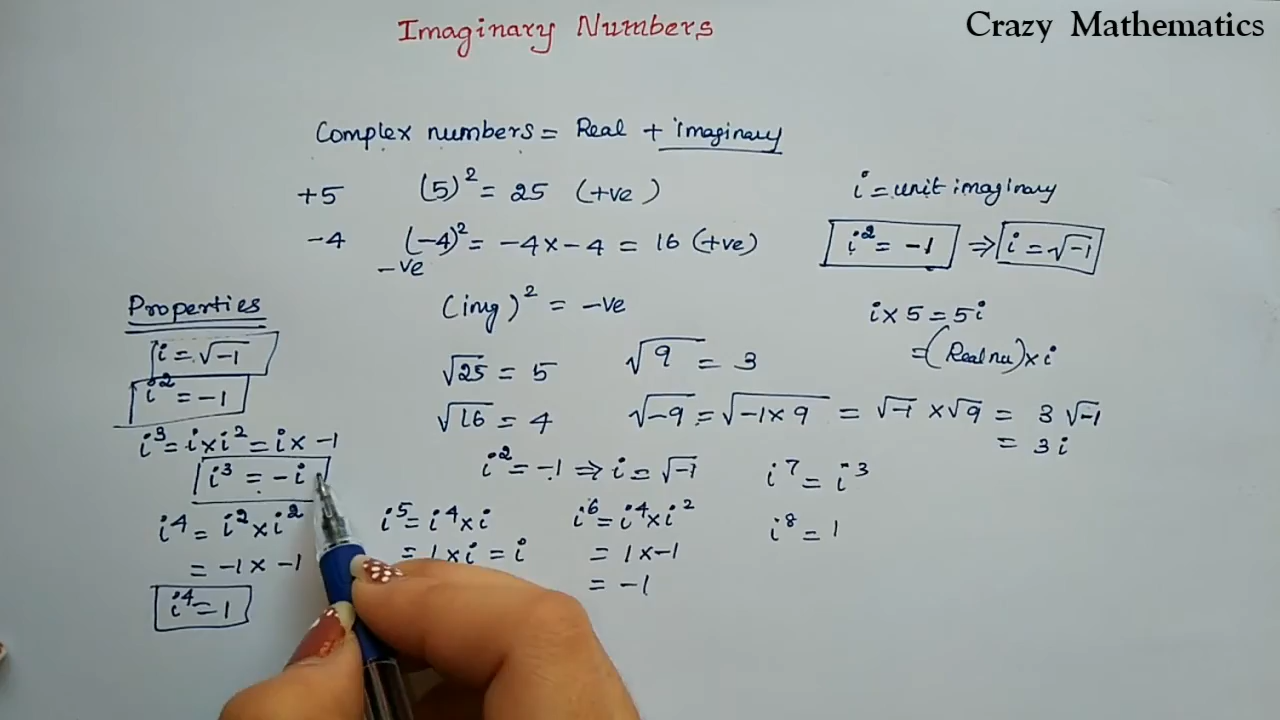 Imaginary Numbers
Crazy Mathematics
Complex numbers = Real + imaginary
+5 (5)² = 25 (+ve)
-4 (-4)² = -4 x -4 = 16 (+ve)
-ve
(img)² = -ve
√25 = 5 √9 = 3
√16 = 4 √-9 = √-1x9 = √-1 x √9 = 3 √-1
= 3i
i² = -1 ⇒ i = √-1
i = unit imaginary
i² = -1 ⇒ i = √-1
i x 5 = 5i
= (Real nu) x i
Properties
i = √-1
i² = -1
i³ = i x i² = i x -1
i³ = -i
i⁴ = i² x i²
= -1 x -1
i⁴ = 1
i⁵ = i⁴ x i
= 1 x i = i
i⁶ = i⁴ x i²
= 1 x -1
= -1
i⁷ = i³
i⁸ = 1